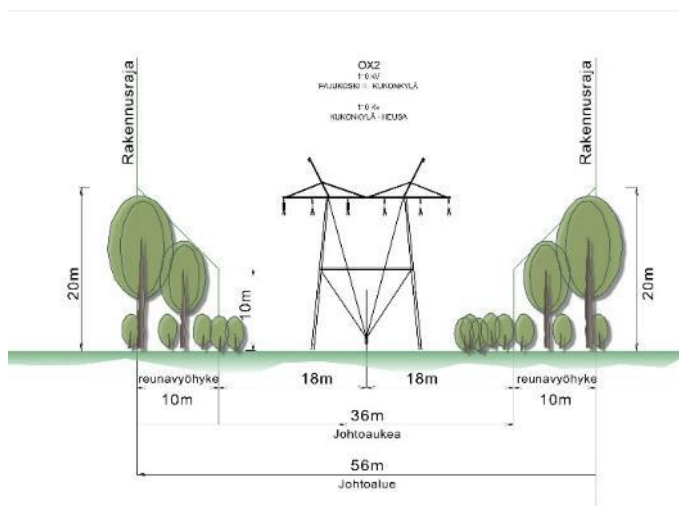 OX2
110 kV
PAJUKOSKI II - KUKONKYLÄ
110 kV
KUKONKYLÄ - HEUSA
Rakennusraja
Rakennusraja
20m
10m
20m
reunavyöhyke
18m
18m
reunavyöhyke
10m
10m
36m
Johtoaukea
56m
Johtoalue